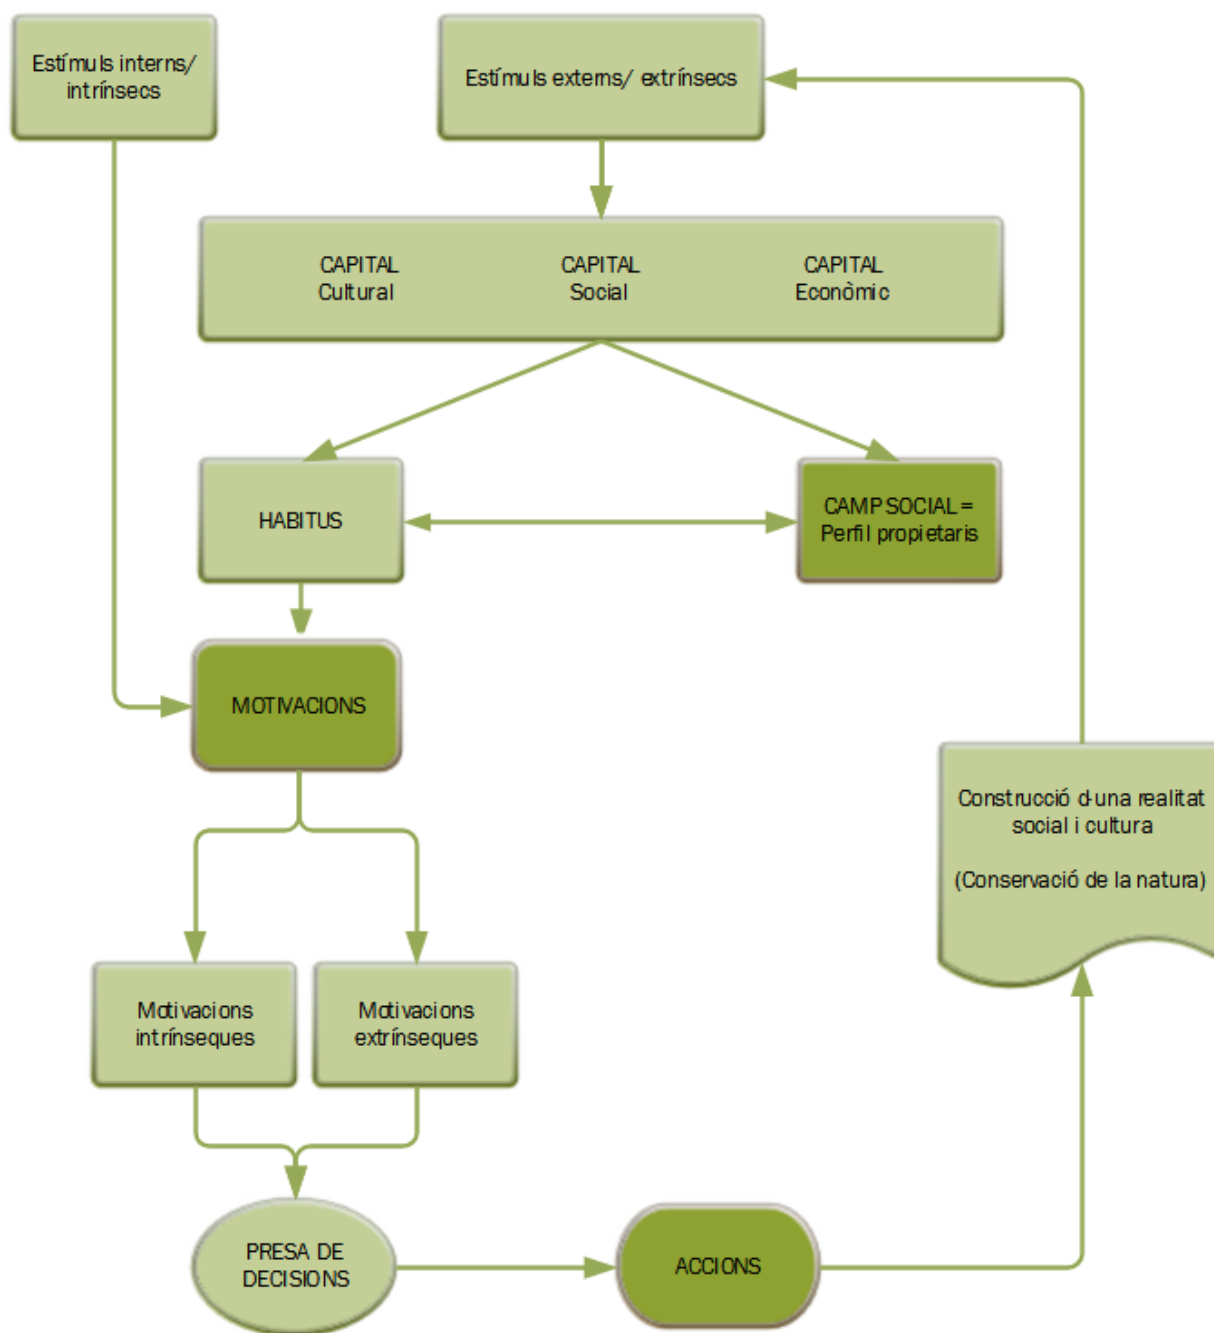 Estímuls interns/
intrínsecs
Estímuls externs/ extrínsecs
CAPITAL
Cultural
CAPITAL
Social
CAPITAL
Econòmic
HABITUS
CAMP SOCIAL =
Perfil propietaris
MOTIVACIONS
Construcció d-una realitat
social i cultura
(Conservació de la natura)
Motivacions
intrínseques
Motivacions
extrínseques
PRESA DE
DECISIONS
ACCIONS